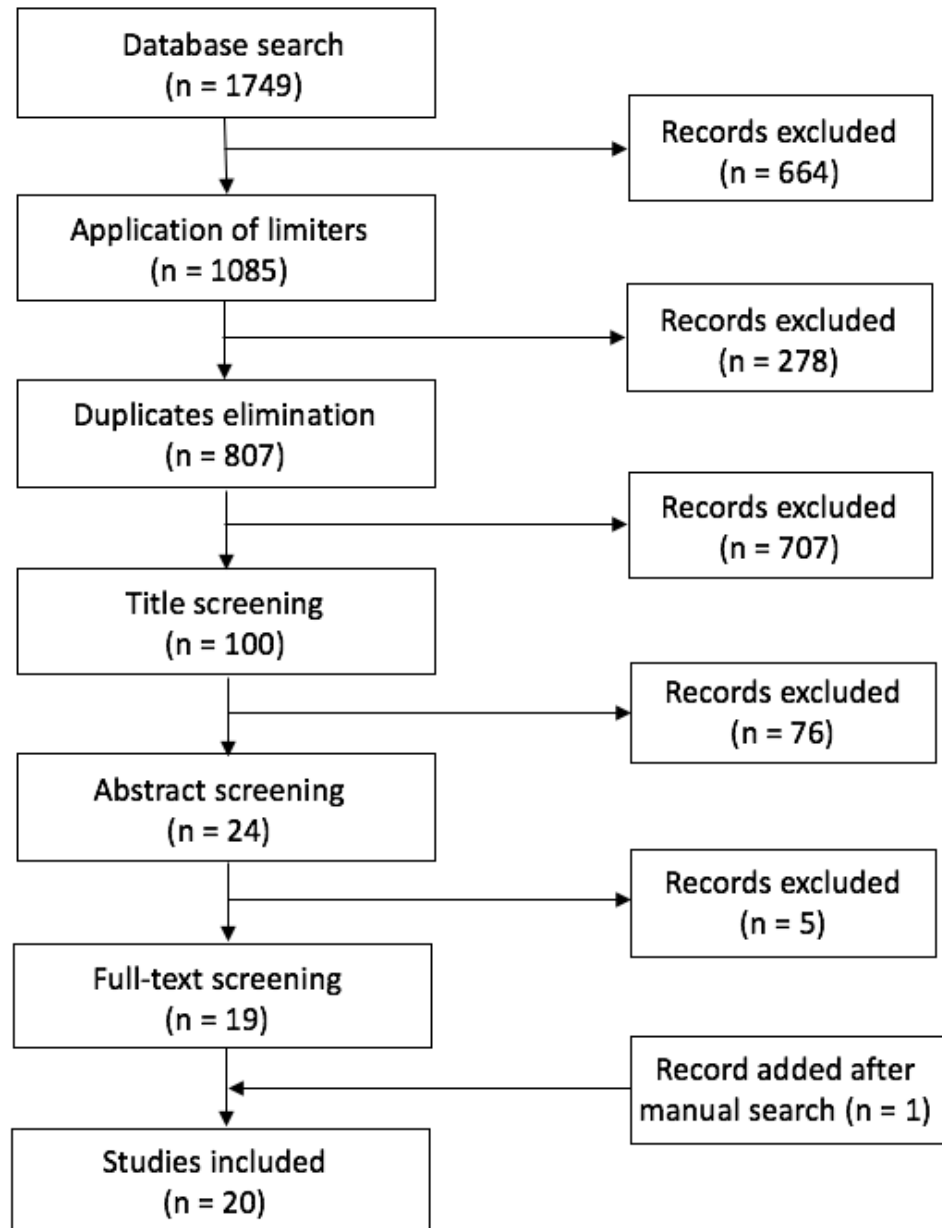 Database search
(n = 1749)
Records excluded
(n = 664)
Application of limiters
(n = 1085)
Records excluded
(n = 278)
Duplicates elimination
(n = 807)
Records excluded
(n = 707)
Title screening
(n = 100)
Records excluded
(n = 76)
Abstract screening
(n = 24)
Records excluded
(n = 5)
Full-text screening
(n = 19)
Record added after
manual search (n = 1)
Studies included
(n = 20)